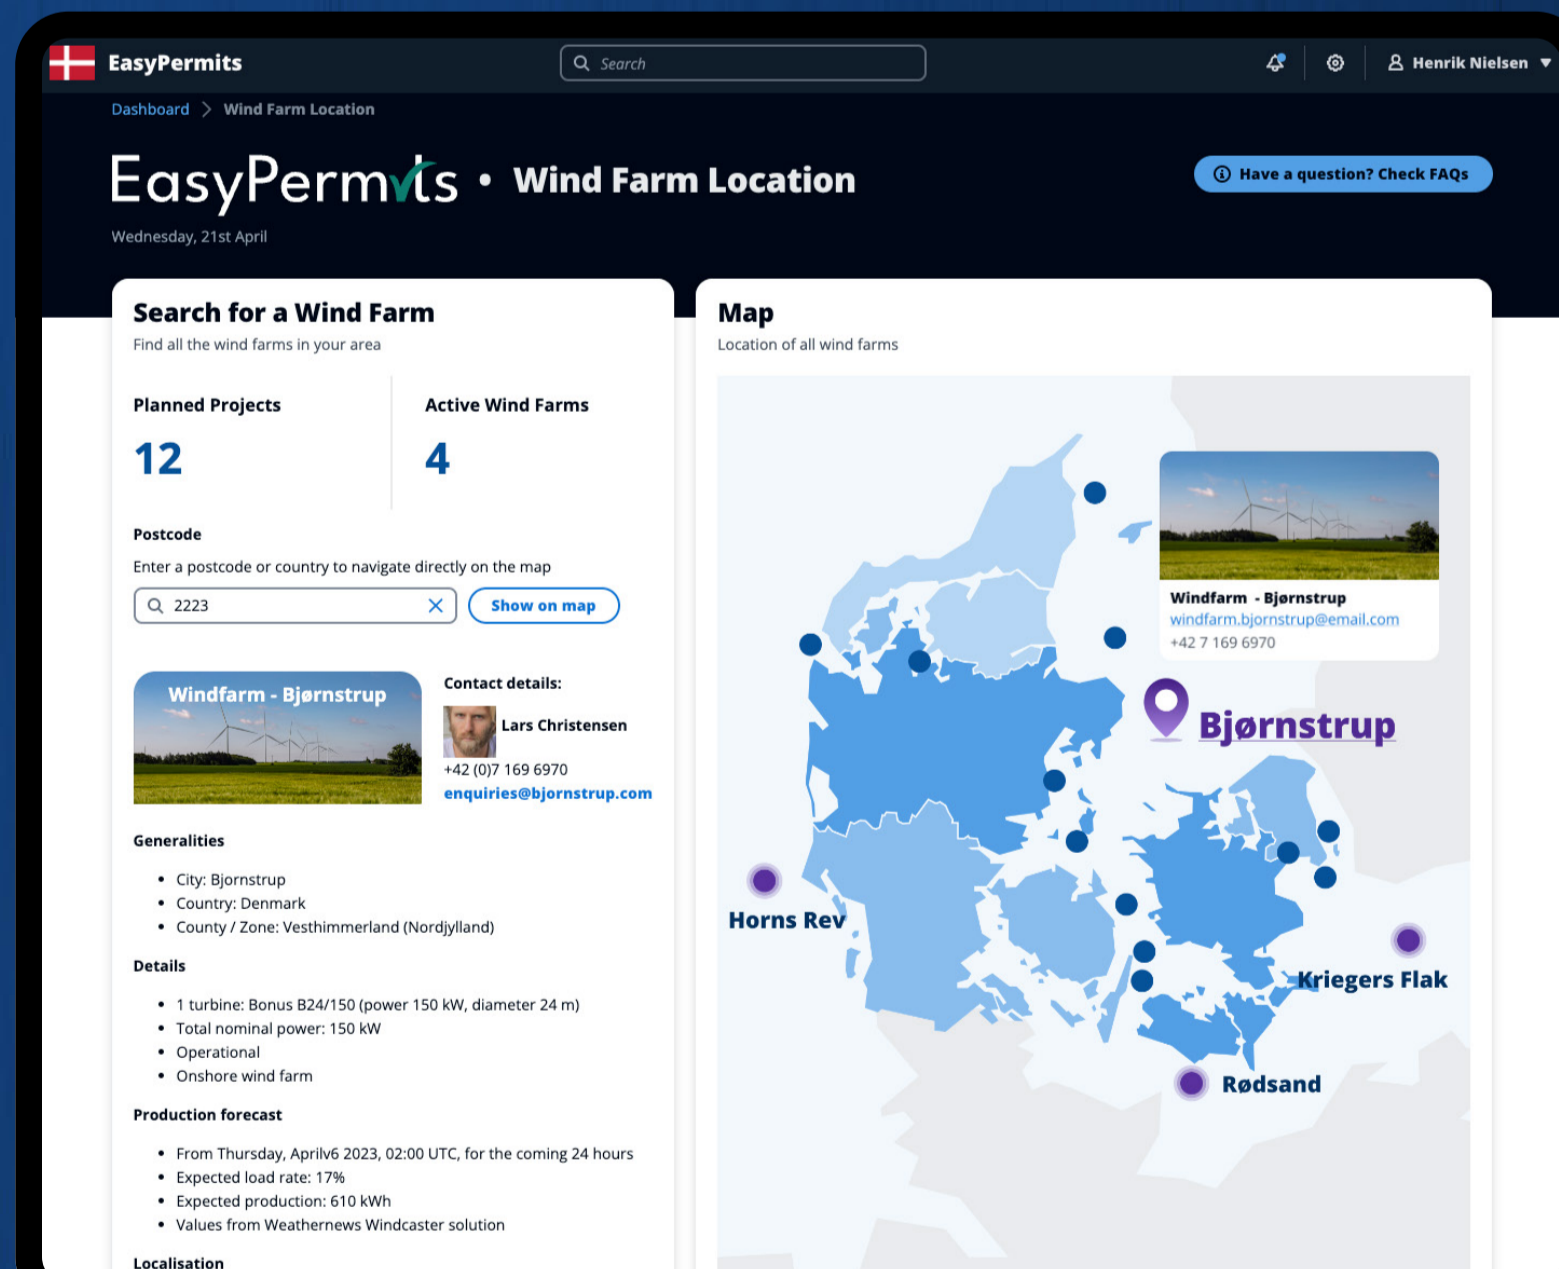 EasyPermits
Search
Henrik Nielsen
Dashboard
Wind Farm Location
EasyPermits • Wind Farm Location
Have a question? Check FAQs
Wednesday, 21st April
Search for a Wind Farm
Find all the wind farms in your area
Planned Projects
Active Wind Farms
12
4
Postcode
Enter a postcode or country to navigate directly on the map
2223
Show on map
Windfarm - Bjørnstrup
Contact details:
Lars Christensen
+42 (0)7 169 6970
enquiries@bjornstrup.com
Generalities
• City: Bjornstrup
• Country: Denmark
• County / Zone: Vesthimmerland (Nordjylland)
Details
• 1 turbine: Bonus B24/150 (power 150 kW, diameter 24 m)
• Total nominal power: 150 kW
• Operational
• Onshore wind farm
Production forecast
• From Thursday, Aprilv6 2023, 02:00 UTC, for the coming 24 hours
• Expected load rate: 17%
• Expected production: 610 kWh
• Values from Weathernews Windcaster solution
Localisation
Map
Location of all wind farms
Windfarm - Bjørnstrup
windfarm.bjornstrup@email.com
+42 7 169 6970
Bjørnstrup
Horns Rev
Kriegers Flak
Rødsand